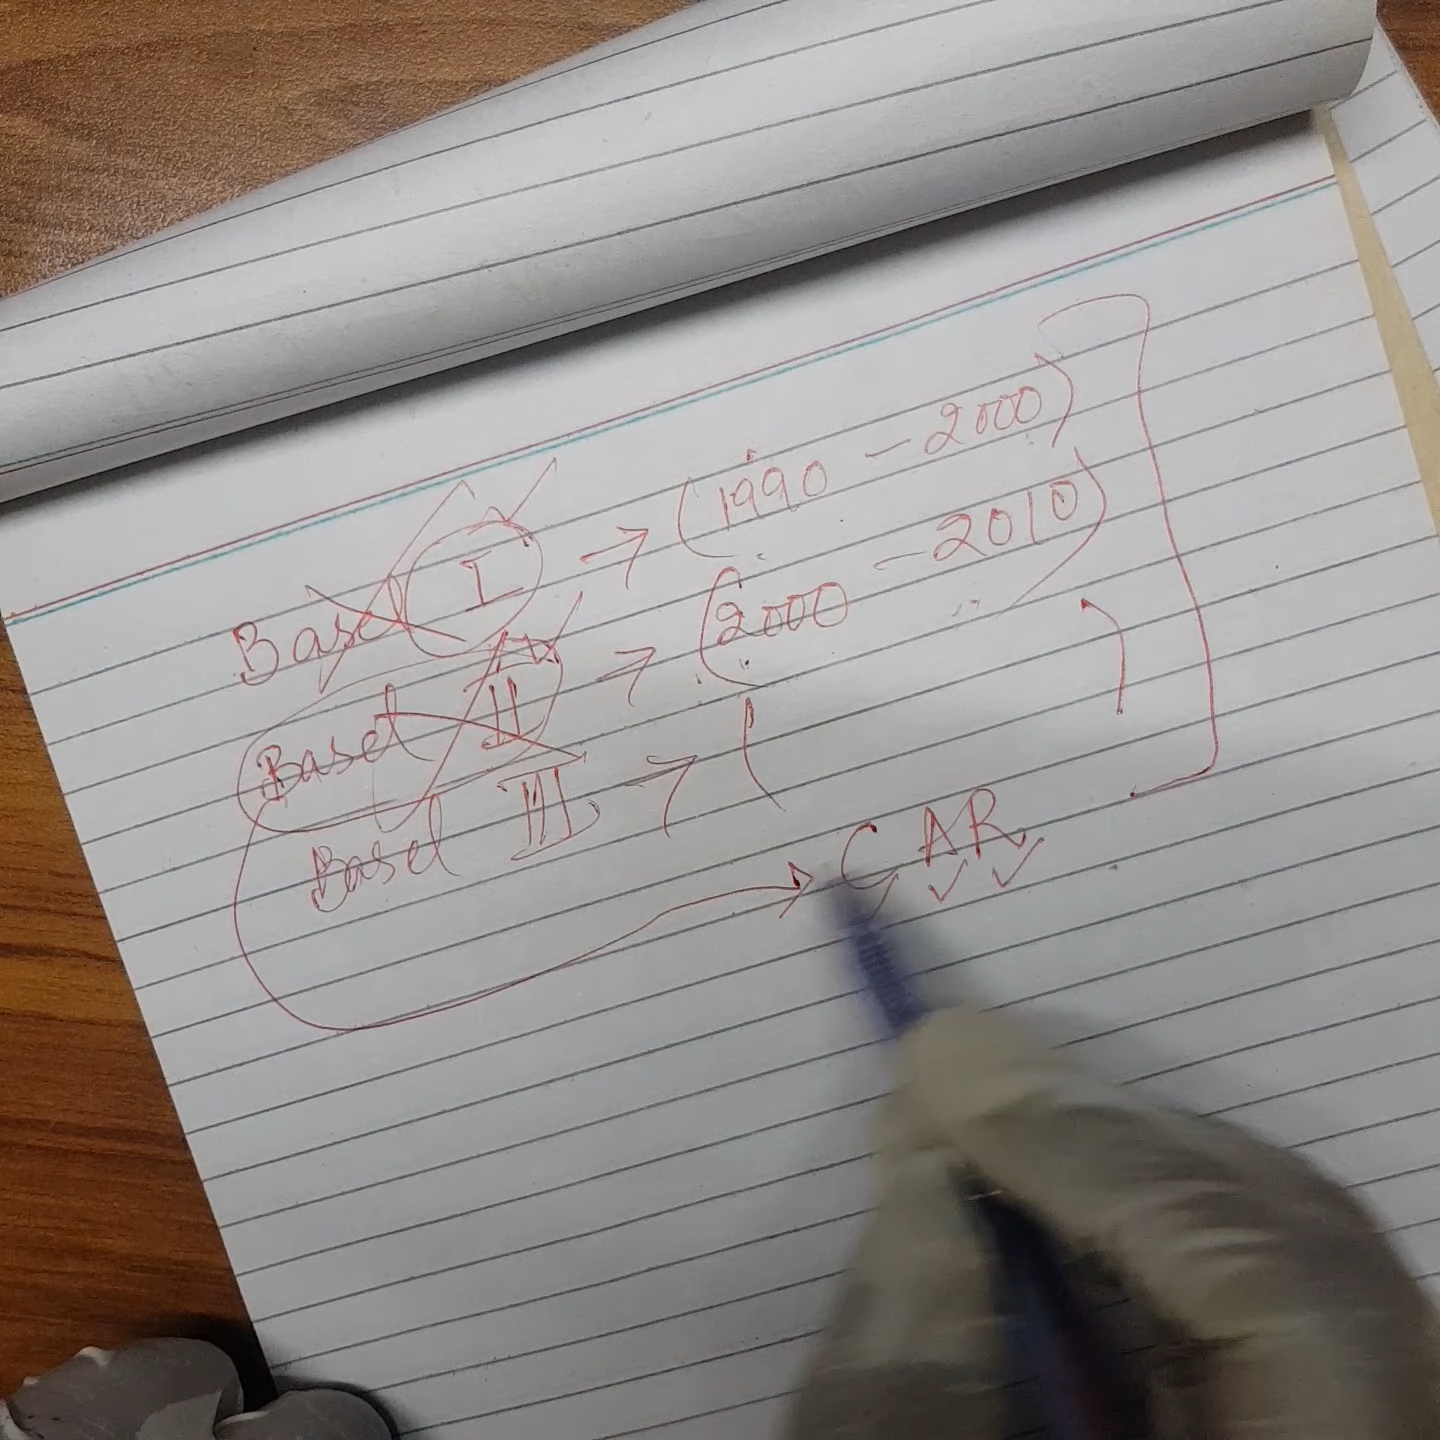 Basel I → (1990 - 2000)
Basel II → (2000 - 2010)
Basel III → ( )
→ CAR